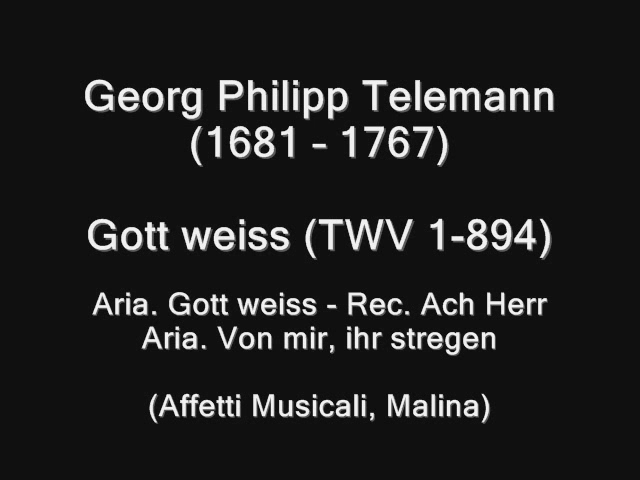 Georg Philipp Telemann
(1681 - 1767)
Gott weiss (TWV 1-894)
Aria. Gott weiss - Rec. Ach Herr
Aria. Von mir, ihr stregen
(Affetti Musicali, Malina)